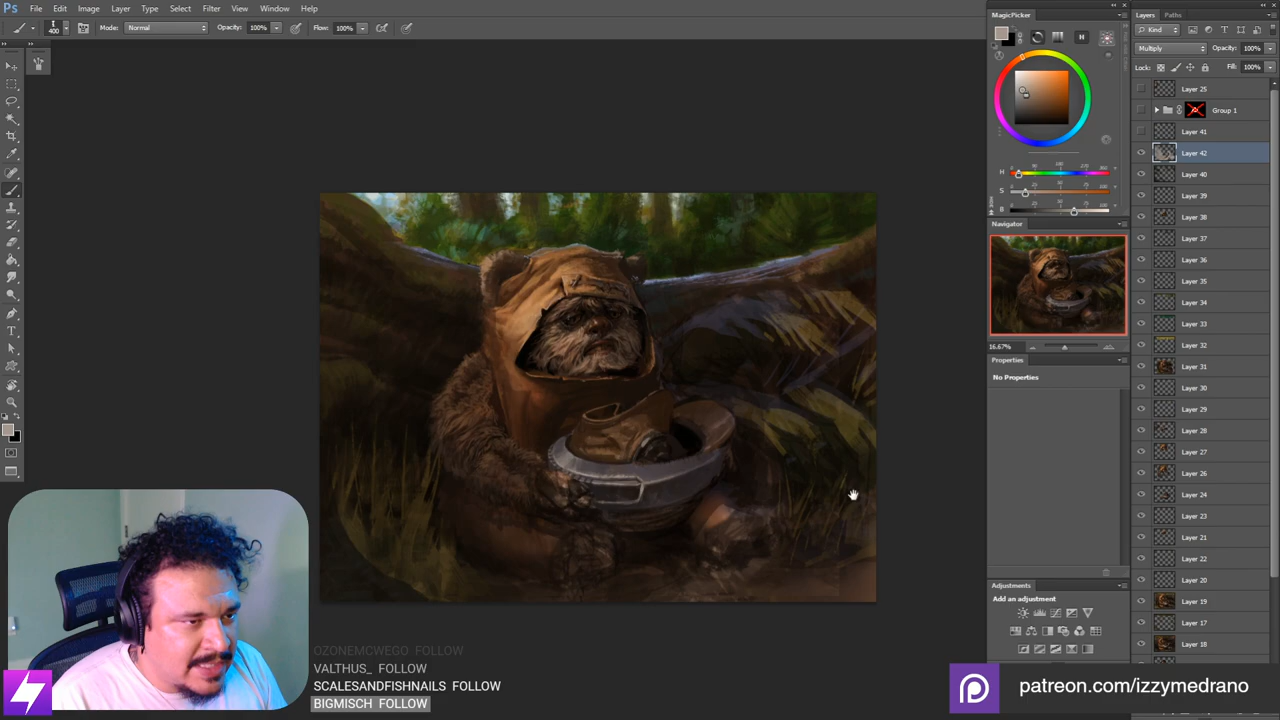 Ps File Edit Image Layer Type Select Filter View Window Help
400 Mode: Normal Opacity: 100% Flow: 100%
MagicPicker
H
H
S
B
Navigator
16.67%
Properties
No Properties
Adjustments
Add an adjustment
Layers Paths
Kind
Multiply Opacity: 100%
Lock: Fill: 100%
Layer 25
Group 1
Layer 41
Layer 42
Layer 40
Layer 39
Layer 38
Layer 37
Layer 36
Layer 35
Layer 34
Layer 33
Layer 32
Layer 31
Layer 30
Layer 29
Layer 28
Layer 27
Layer 26
Layer 24
Layer 23
Layer 21
Layer 22
Layer 20
Layer 19
Layer 17
Layer 18
OZONEMCWEGO FOLLOW
VALTHUS_ FOLLOW
SCALESANDFISHNAILS FOLLOW
BIGMISCH FOLLOW
patreon.com/izzymedrano